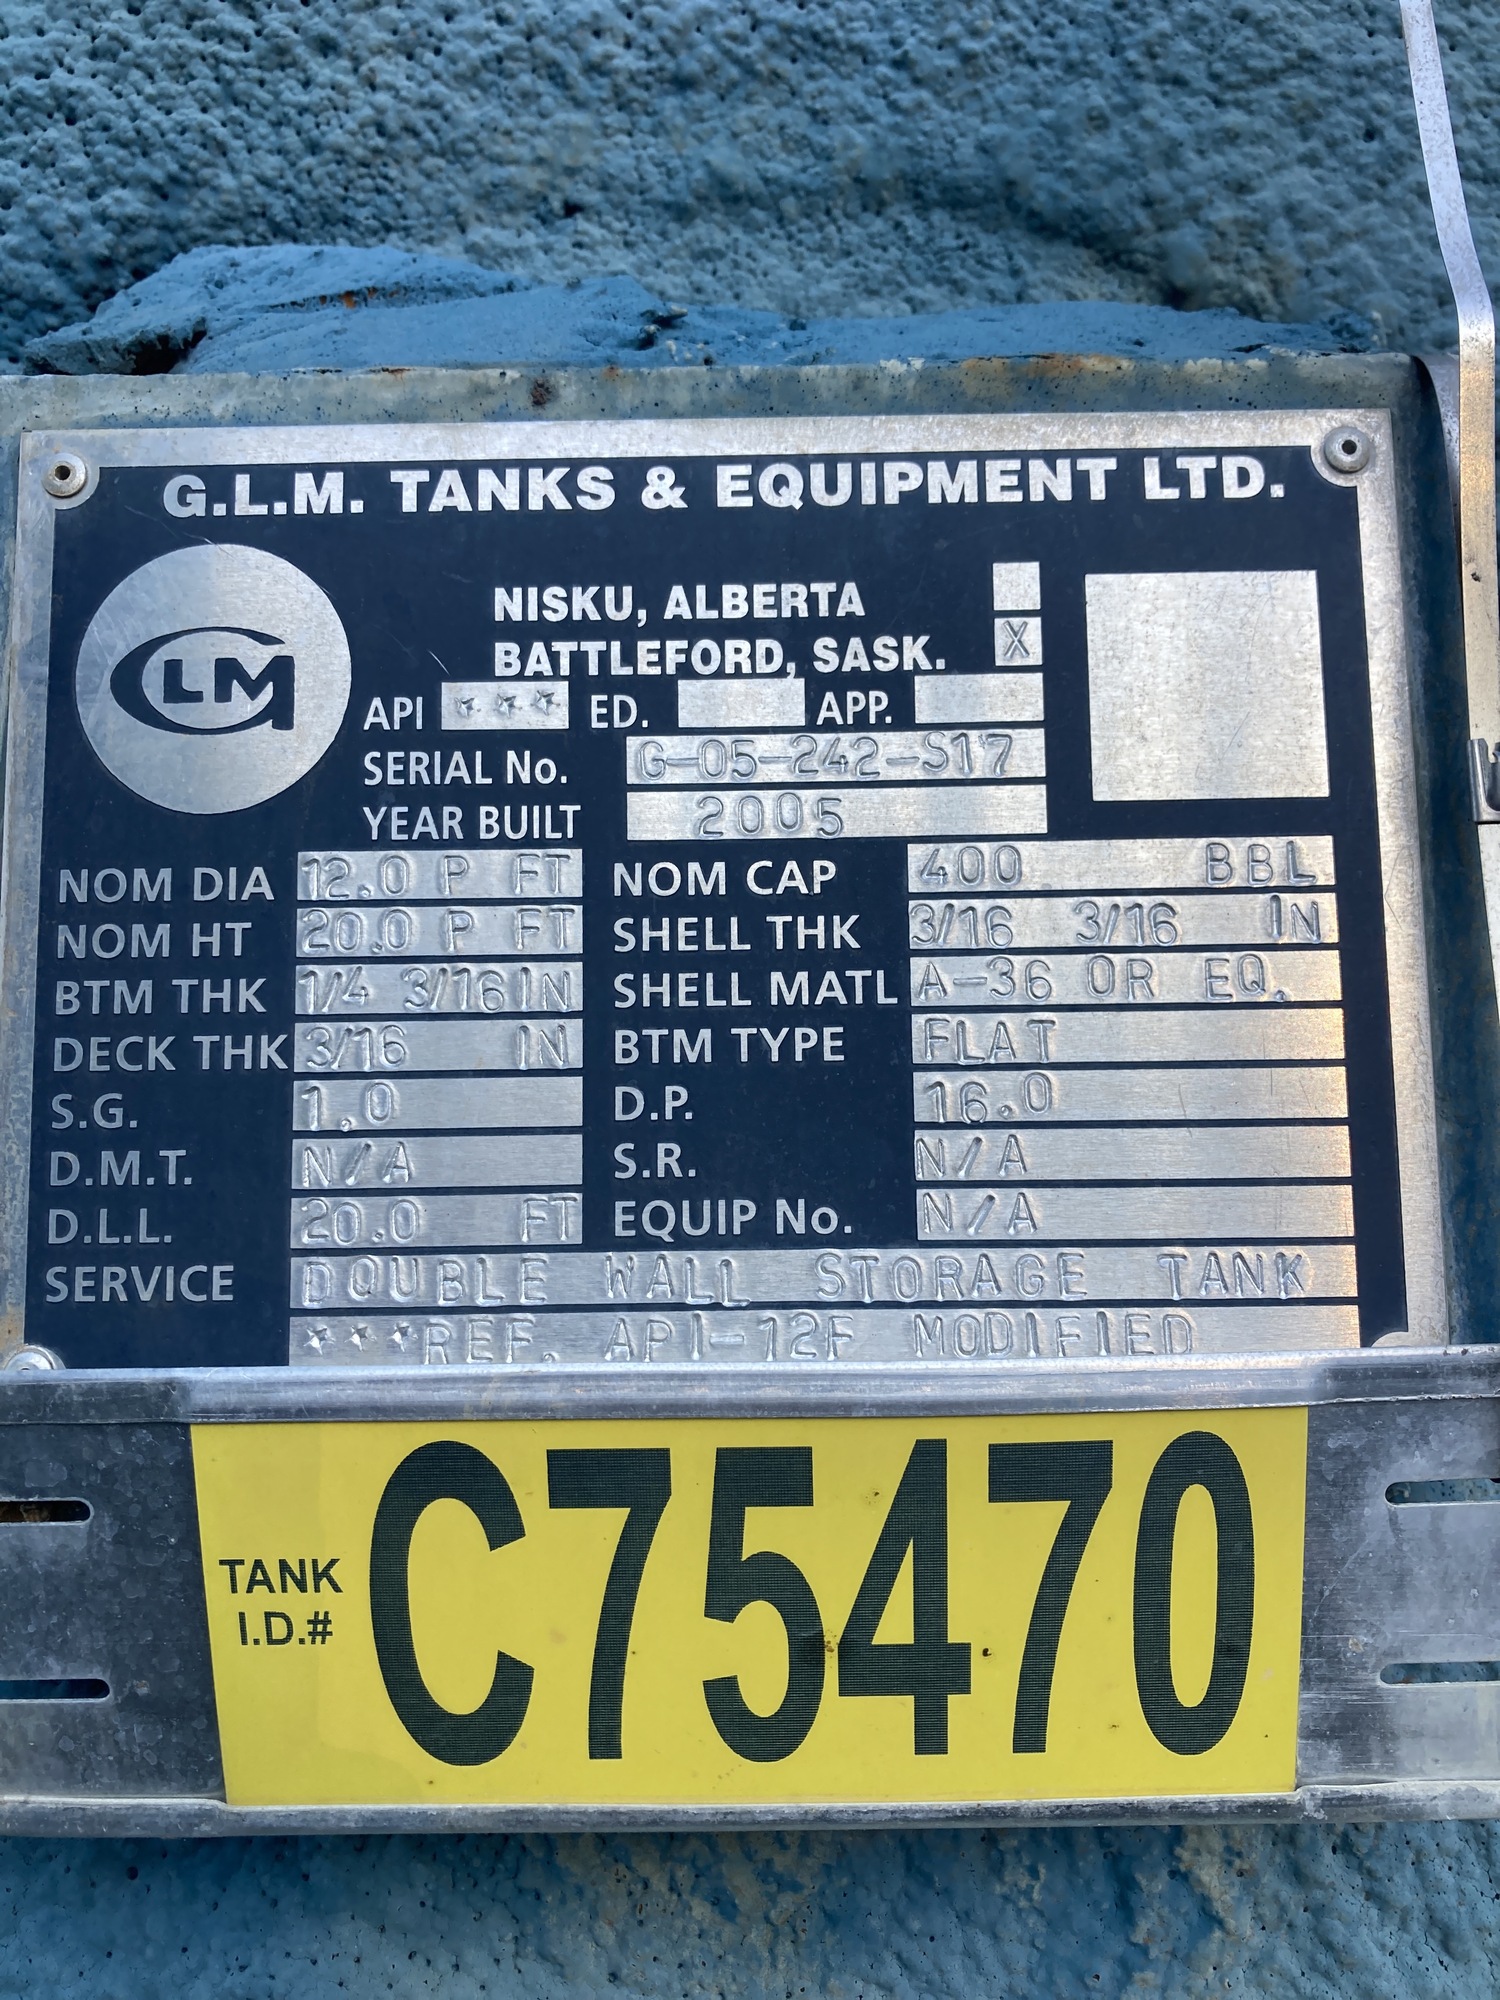 G.L.M. TANKS & EQUIPMENT LTD.
GLM
NISKU, ALBERTA
BATTLEFORD, SASK. X
API *** ED. APP.
SERIAL No. G-05-242-S17
YEAR BUILT 2005
NOM DIA 12.0 P FT NOM CAP 400 BBL
NOM HT 20.0 P FT SHELL THK 3/16 3/16 IN
BTM THK 1/4 3/16 IN SHELL MATL A-36 OR EQ.
DECK THK 3/16 IN BTM TYPE FLAT
S.G. 1.0 D.P. 16.0
D.M.T. N/A S.R. N/A
D.L.L. 20.0 FT EQUIP No. N/A
SERVICE DOUBLE WALL STORAGE TANK
***REF. API-12F MODIFIED
TANK I.D.# C75470